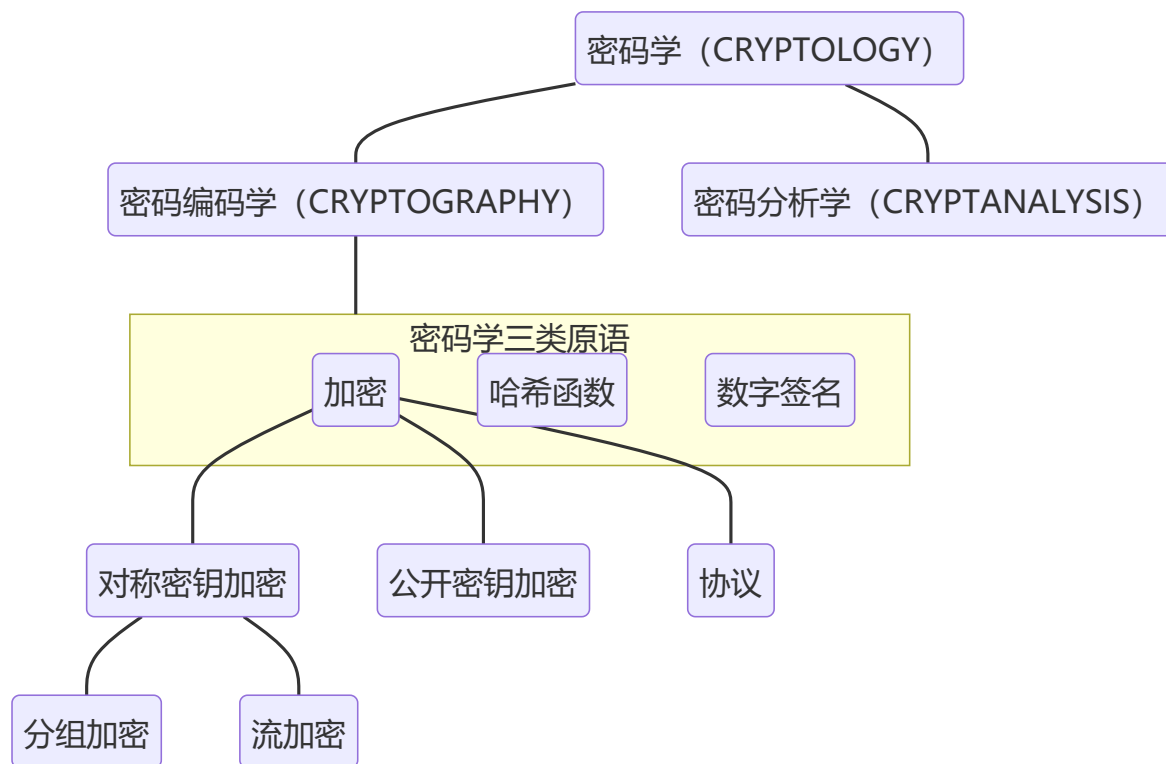 密码学（CRYPTOLOGY）
密码编码学（CRYPTOGRAPHY）
密码分析学（CRYPTANALYSIS）
密码学三类原语
加密
哈希函数
数字签名
对称密钥加密
公开密钥加密
协议
分组加密
流加密